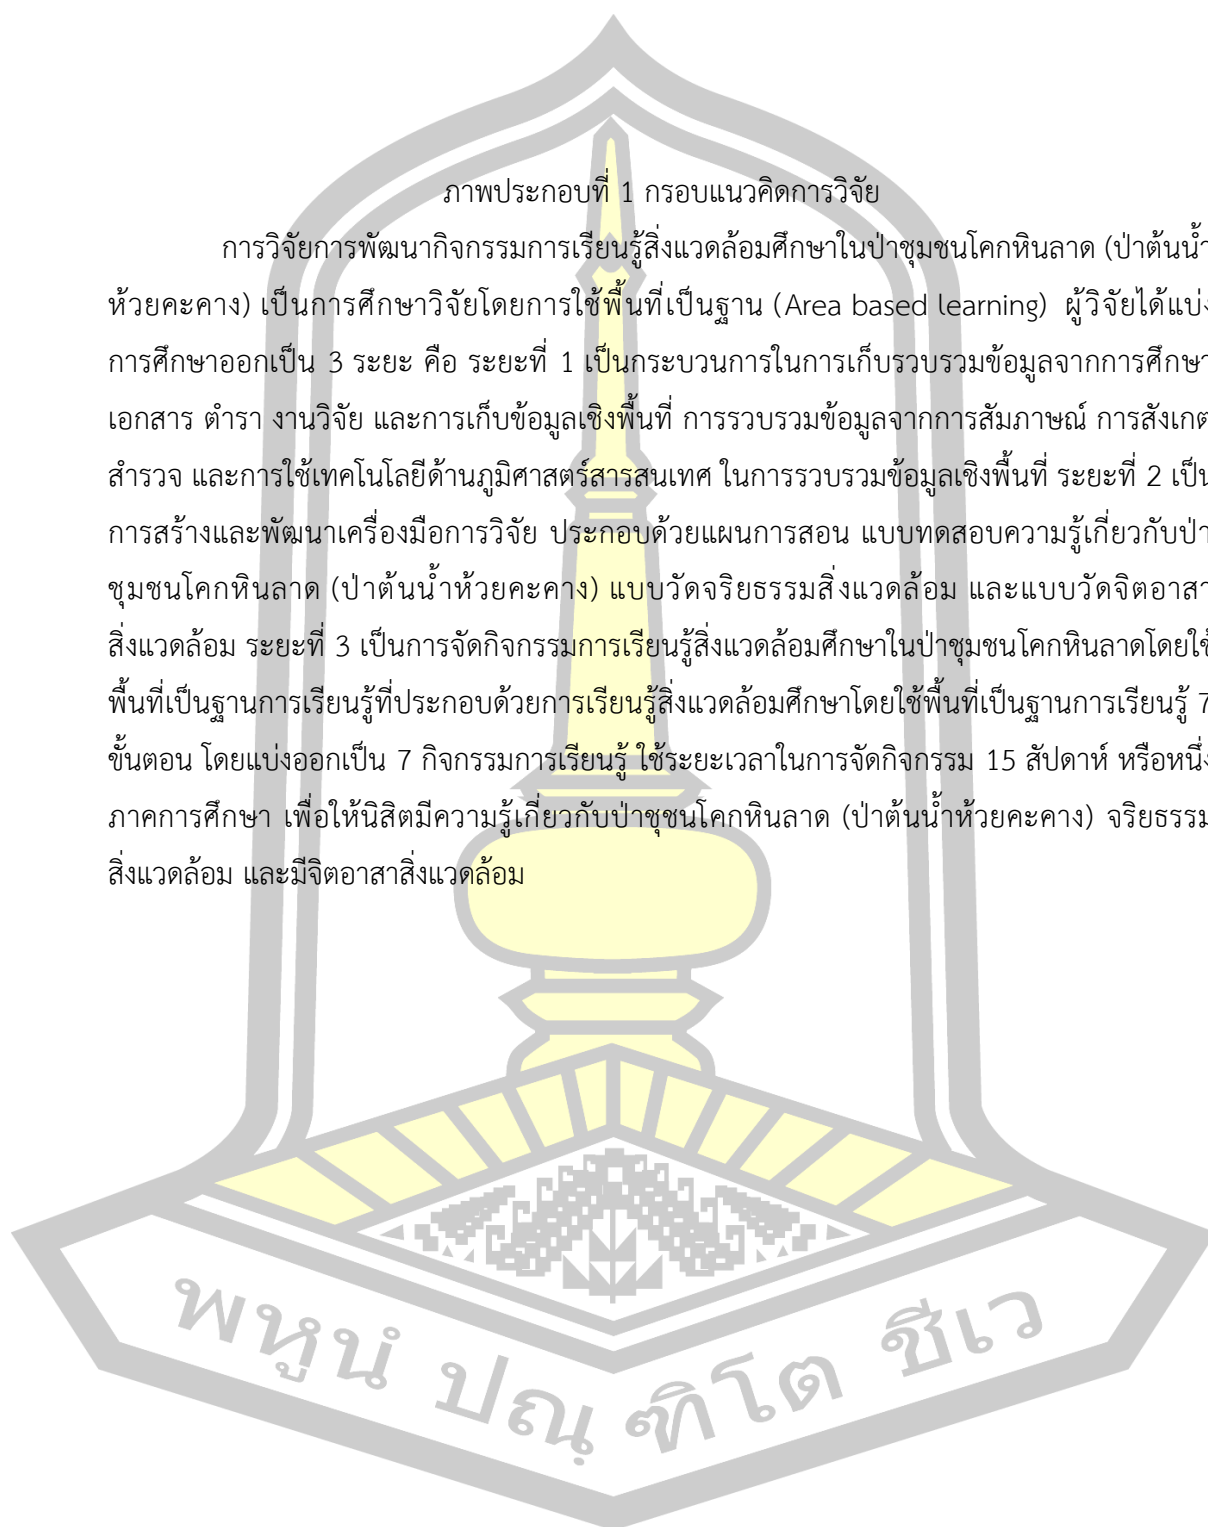 ภาพประกอบที่ 1 กรอบแนวคิดการวิจัย
การวิจัยการพัฒนากิจกรรมการเรียนรู้สิ่งแวดล้อมศึกษาในป่าชุมชนโคกหินลาด (ป่าต้นน้ำ
ห้วยคะคาง) เป็นการศึกษาวิจัยโดยการใช้พื้นที่เป็นฐาน (Area based learning) ผู้วิจัยได้แบ่ง
การศึกษาออกเป็น 3 ระยะ คือ ระยะที่ 1 เป็นกระบวนการในการเก็บรวบรวมข้อมูลจากการศึกษา
เอกสาร ตำรา งานวิจัย และการเก็บข้อมูลเชิงพื้นที่ การรวบรวมข้อมูลจากการสัมภาษณ์ การสังเกต
สำรวจ และการใช้เทคโนโลยีด้านภูมิศาสตร์สารสนเทศ ในการรวบรวมข้อมูลเชิงพื้นที่ ระยะที่ 2 เป็น
การสร้างและพัฒนาเครื่องมือการวิจัย ประกอบด้วยแผนการสอน แบบทดสอบความรู้เกี่ยวกับป่า
ชุมชนโคกหินลาด (ป่าต้นน้ำห้วยคะคาง) แบบวัดจริยธรรมสิ่งแวดล้อม และแบบวัดจิตอาสา
สิ่งแวดล้อม ระยะที่ 3 เป็นการจัดกิจกรรมการเรียนรู้สิ่งแวดล้อมศึกษาในป่าชุมชนโคกหินลาดโดยใช้
พื้นที่เป็นฐานการเรียนรู้ที่ประกอบด้วยการเรียนรู้สิ่งแวดล้อมศึกษาโดยใช้พื้นที่เป็นฐานการเรียนรู้ 7
ขั้นตอน โดยแบ่งออกเป็น 7 กิจกรรมการเรียนรู้ ใช้ระยะเวลาในการจัดกิจกรรม 15 สัปดาห์ หรือหนึ่ง
ภาคการศึกษา เพื่อให้นิสิตมีความรู้เกี่ยวกับป่าชุชนโคกหินลาด (ป่าต้นน้ำห้วยคะคาง) จริยธรรม
สิ่งแวดล้อม และมีจิตอาสาสิ่งแวดล้อม
พหูนํ ปณฺฑิโต ชีเว